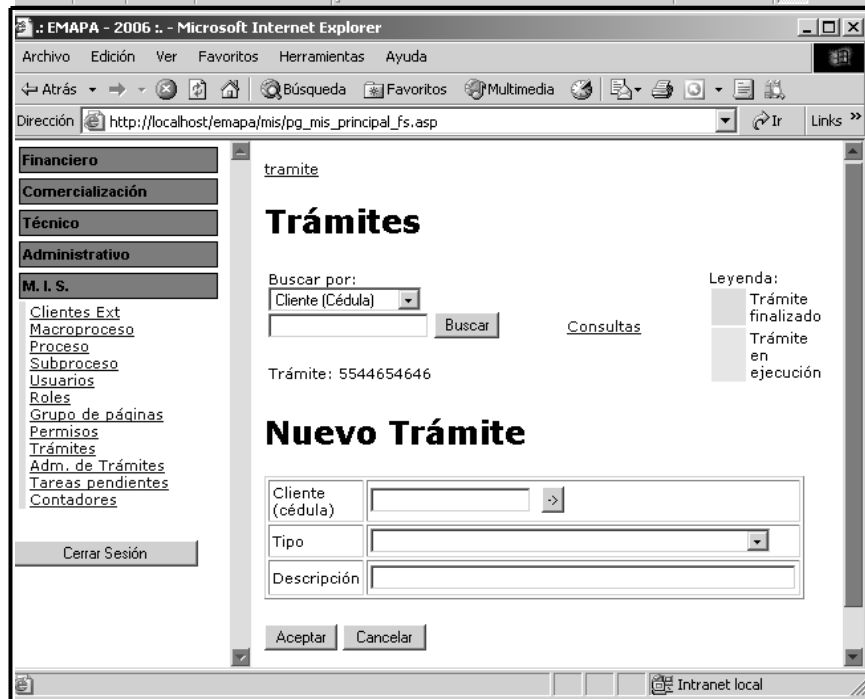 .: EMAPA - 2006 :. - Microsoft Internet Explorer
Archivo Edición Ver Favoritos Herramientas Ayuda
Atrás Búsqueda Favoritos Multimedia
Dirección http://localhost/emapa/mis/pg_mis_principal_fs.asp Ir Links »
Financiero
Comercialización
Técnico
Administrativo
M. I. S.
Clientes Ext
Macroproceso
Proceso
Subproceso
Usuarios
Roles
Grupo de páginas
Permisos
Trámites
Adm. de Trámites
Tareas pendientes
Contadores
Cerrar Sesión
tramite
Trámites
Buscar por:
Cliente (Cédula)
Buscar
Consultas
Leyenda:
Trámite
finalizado
Trámite
en
ejecución
Trámite: 5544654646
Nuevo Trámite
Cliente
(cédula)
->
Tipo
Descripción
Aceptar Cancelar
Intranet local